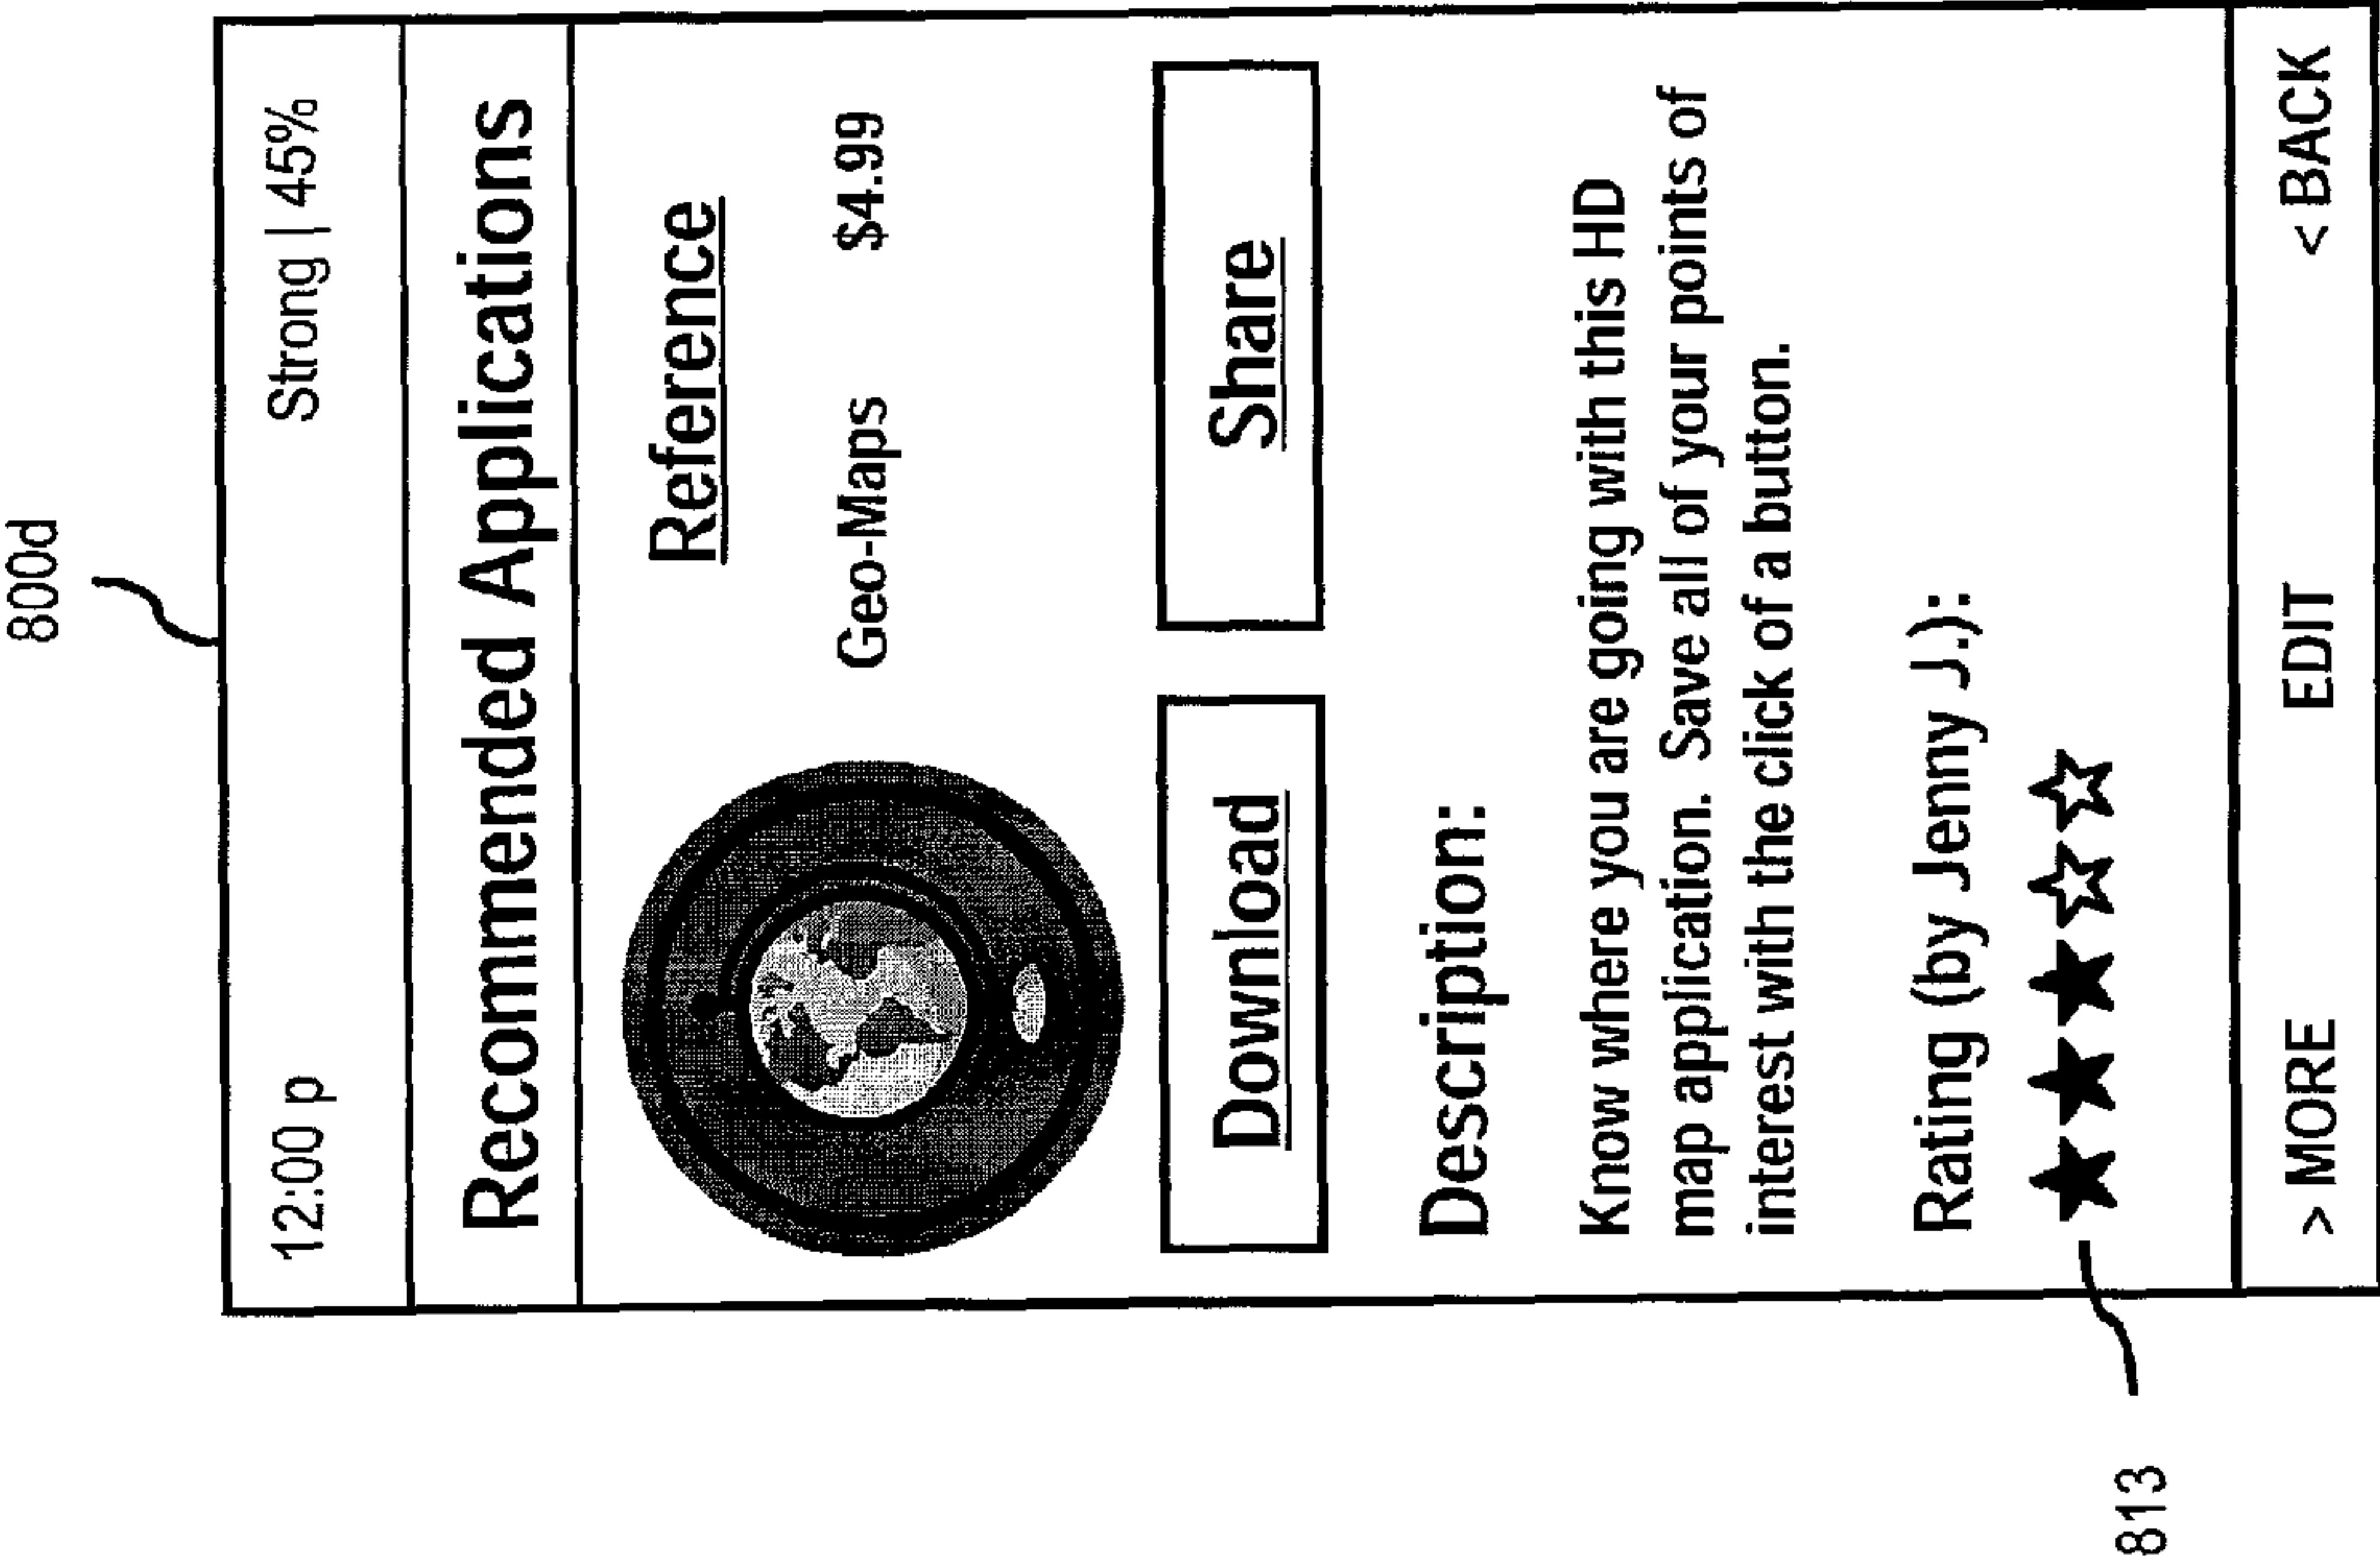 800d
12:00 p Strong | 45%
Recommended Applications
Reference
Geo-Maps $4.99
Download Share
Description:
Know where you are going with this HD
map application. Save all of your points of
interest with the click of a button.
Rating (by Jenny J.):
813
> MORE EDIT < BACK